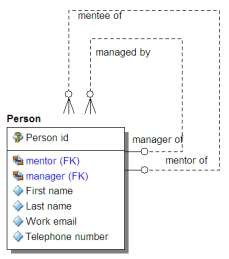 mentee of
managed by
Person
Person id
manager of
mentor (FK)
mentor of
manager (FK)
First name
Last name
Work email
Telephone number